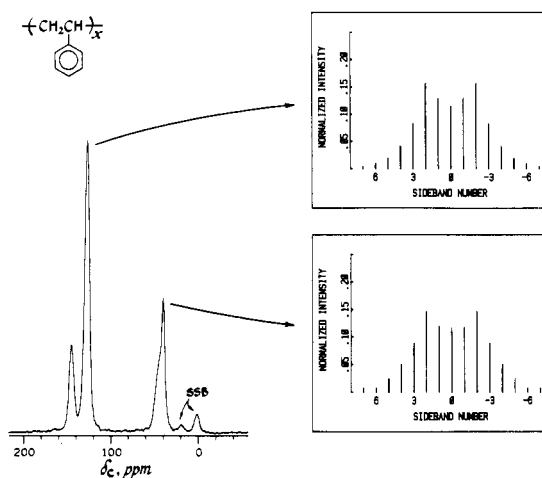 -(CH₂CH)-x
NORMALIZED INTENSITY
.20
.15
.10
.05
6 3 0 -3 -6
SIDEBAND NUMBER
NORMALIZED INTENSITY
.20
.15
.10
.05
6 3 0 -3 -6
SIDEBAND NUMBER
SSB
200 100 0
δc, ppm